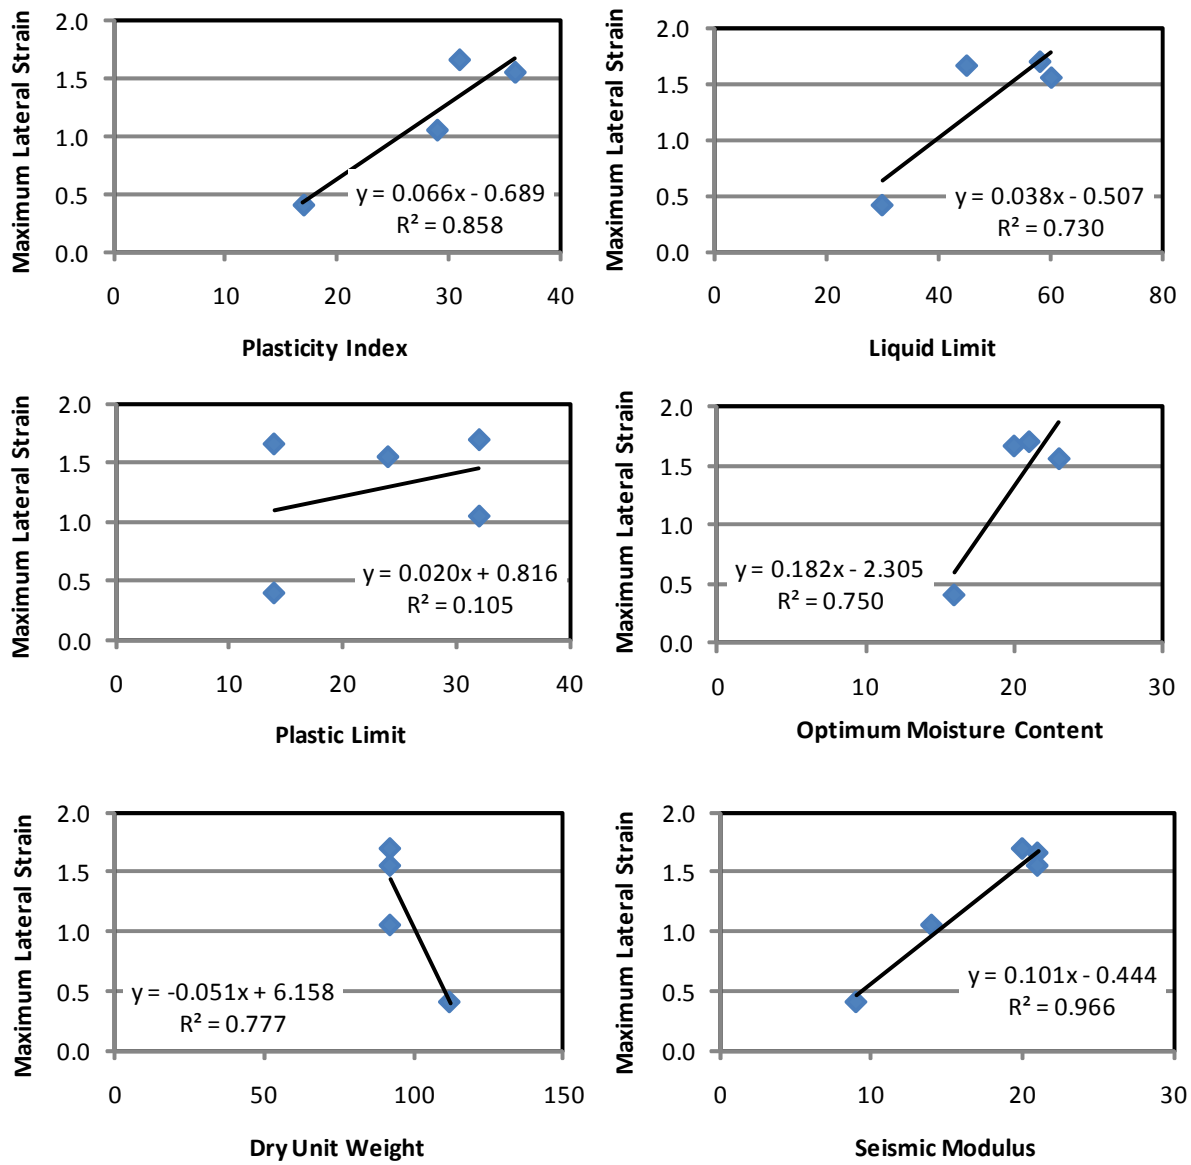 Maximum Lateral Strain
2.0
1.5
1.0
0.5
0.0
y = 0.066x - 0.689
R² = 0.858
0 10 20 30 40
Plasticity Index
Maximum Lateral Strain
2.0
1.5
1.0
0.5
0.0
y = 0.038x - 0.507
R² = 0.730
0 20 40 60 80
Liquid Limit
Maximum Lateral Strain
2.0
1.5
1.0
0.5
0.0
y = 0.020x + 0.816
R² = 0.105
0 10 20 30 40
Plastic Limit
Maximum Lateral Strain
2.0
1.5
1.0
0.5
0.0
y = 0.182x - 2.305
R² = 0.750
0 10 20 30
Optimum Moisture Content
Maximum Lateral Strain
2.0
1.5
1.0
0.5
0.0
y = -0.051x + 6.158
R² = 0.777
0 50 100 150
Dry Unit Weight
Maximum Lateral Strain
2.0
1.5
1.0
0.5
0.0
y = 0.101x - 0.444
R² = 0.966
0 10 20 30
Seismic Modulus